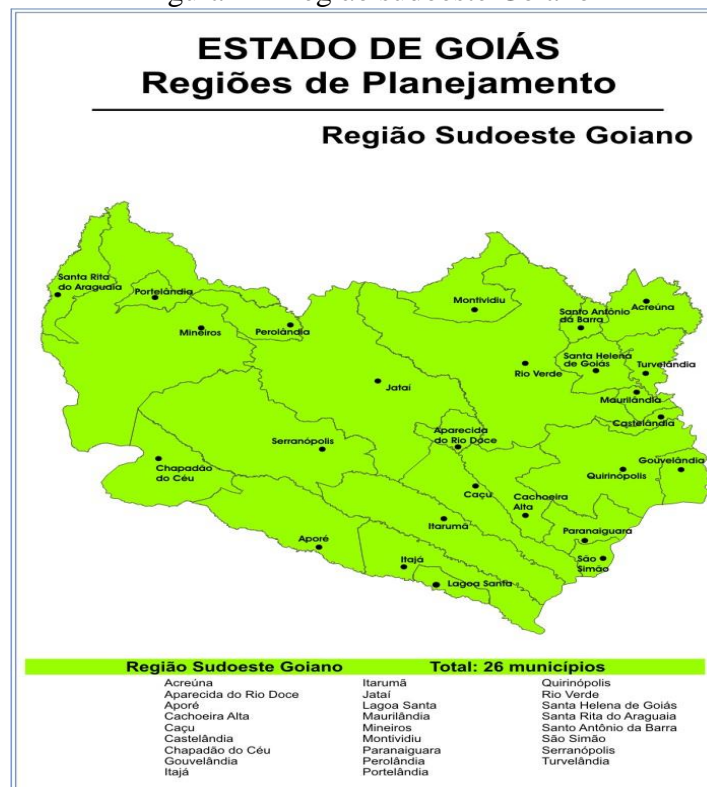 ESTADO DE GOIÁS
Regiões de Planejamento
Região Sudoeste Goiano
Santa Rita
do Araguaia
Portelândia
Mineiros
Perolândia
Montividiu
Santo Antônio
da Barra
Acreúna
Jataí
Rio Verde
Santa Helena
de Goiás
Turvelândia
Maurilândia
Castelândia
Serranópolis
Aparecida
do Rio Doce
Chapadão
do Céu
Caçu
Cachoeira
Alta
Quirinópolis
Gouvelândia
Itarumã
Paranaiguara
Aporé
Itajá
São
Simão
Lagoa Santa
Região Sudoeste Goiano Total: 26 municípios
Acreúna
Aparecida do Rio Doce
Aporé
Cachoeira Alta
Caçu
Castelândia
Chapadão do Céu
Gouvelândia
Itajá
Itarumã
Jataí
Lagoa Santa
Maurilândia
Mineiros
Montividiu
Paranaiguara
Perolândia
Portelândia
Quirinópolis
Rio Verde
Santa Helena de Goiás
Santa Rita do Araguaia
Santo Antônio da Barra
São Simão
Serranópolis
Turvelândia